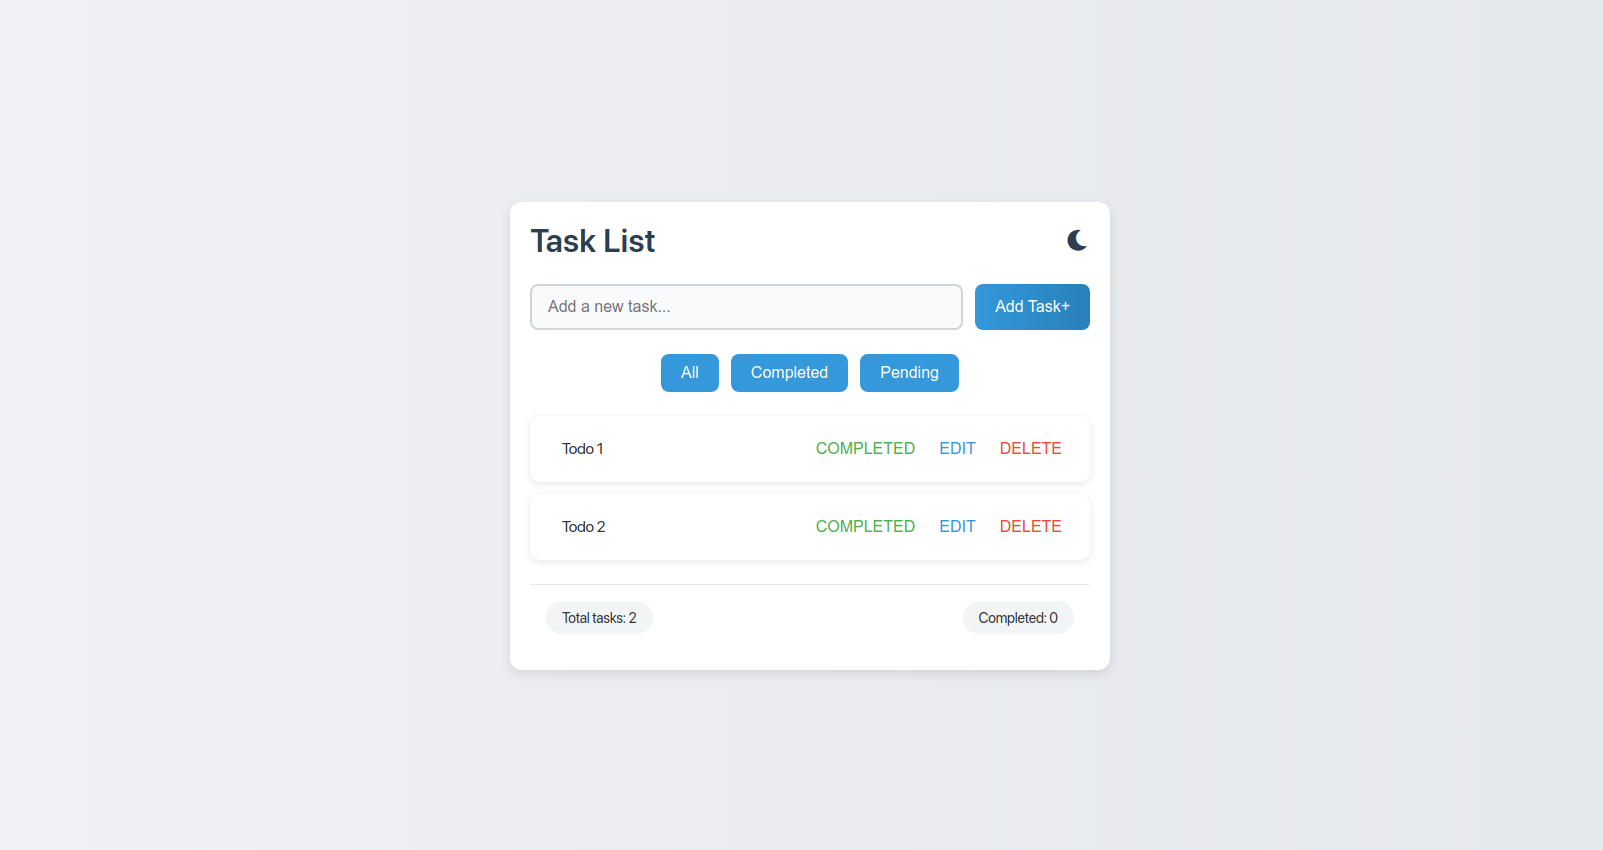 Task List
Add a new task...
Add Task+
All Completed Pending
Todo 1 COMPLETED EDIT DELETE
Todo 2 COMPLETED EDIT DELETE
Total tasks: 2 Completed: 0